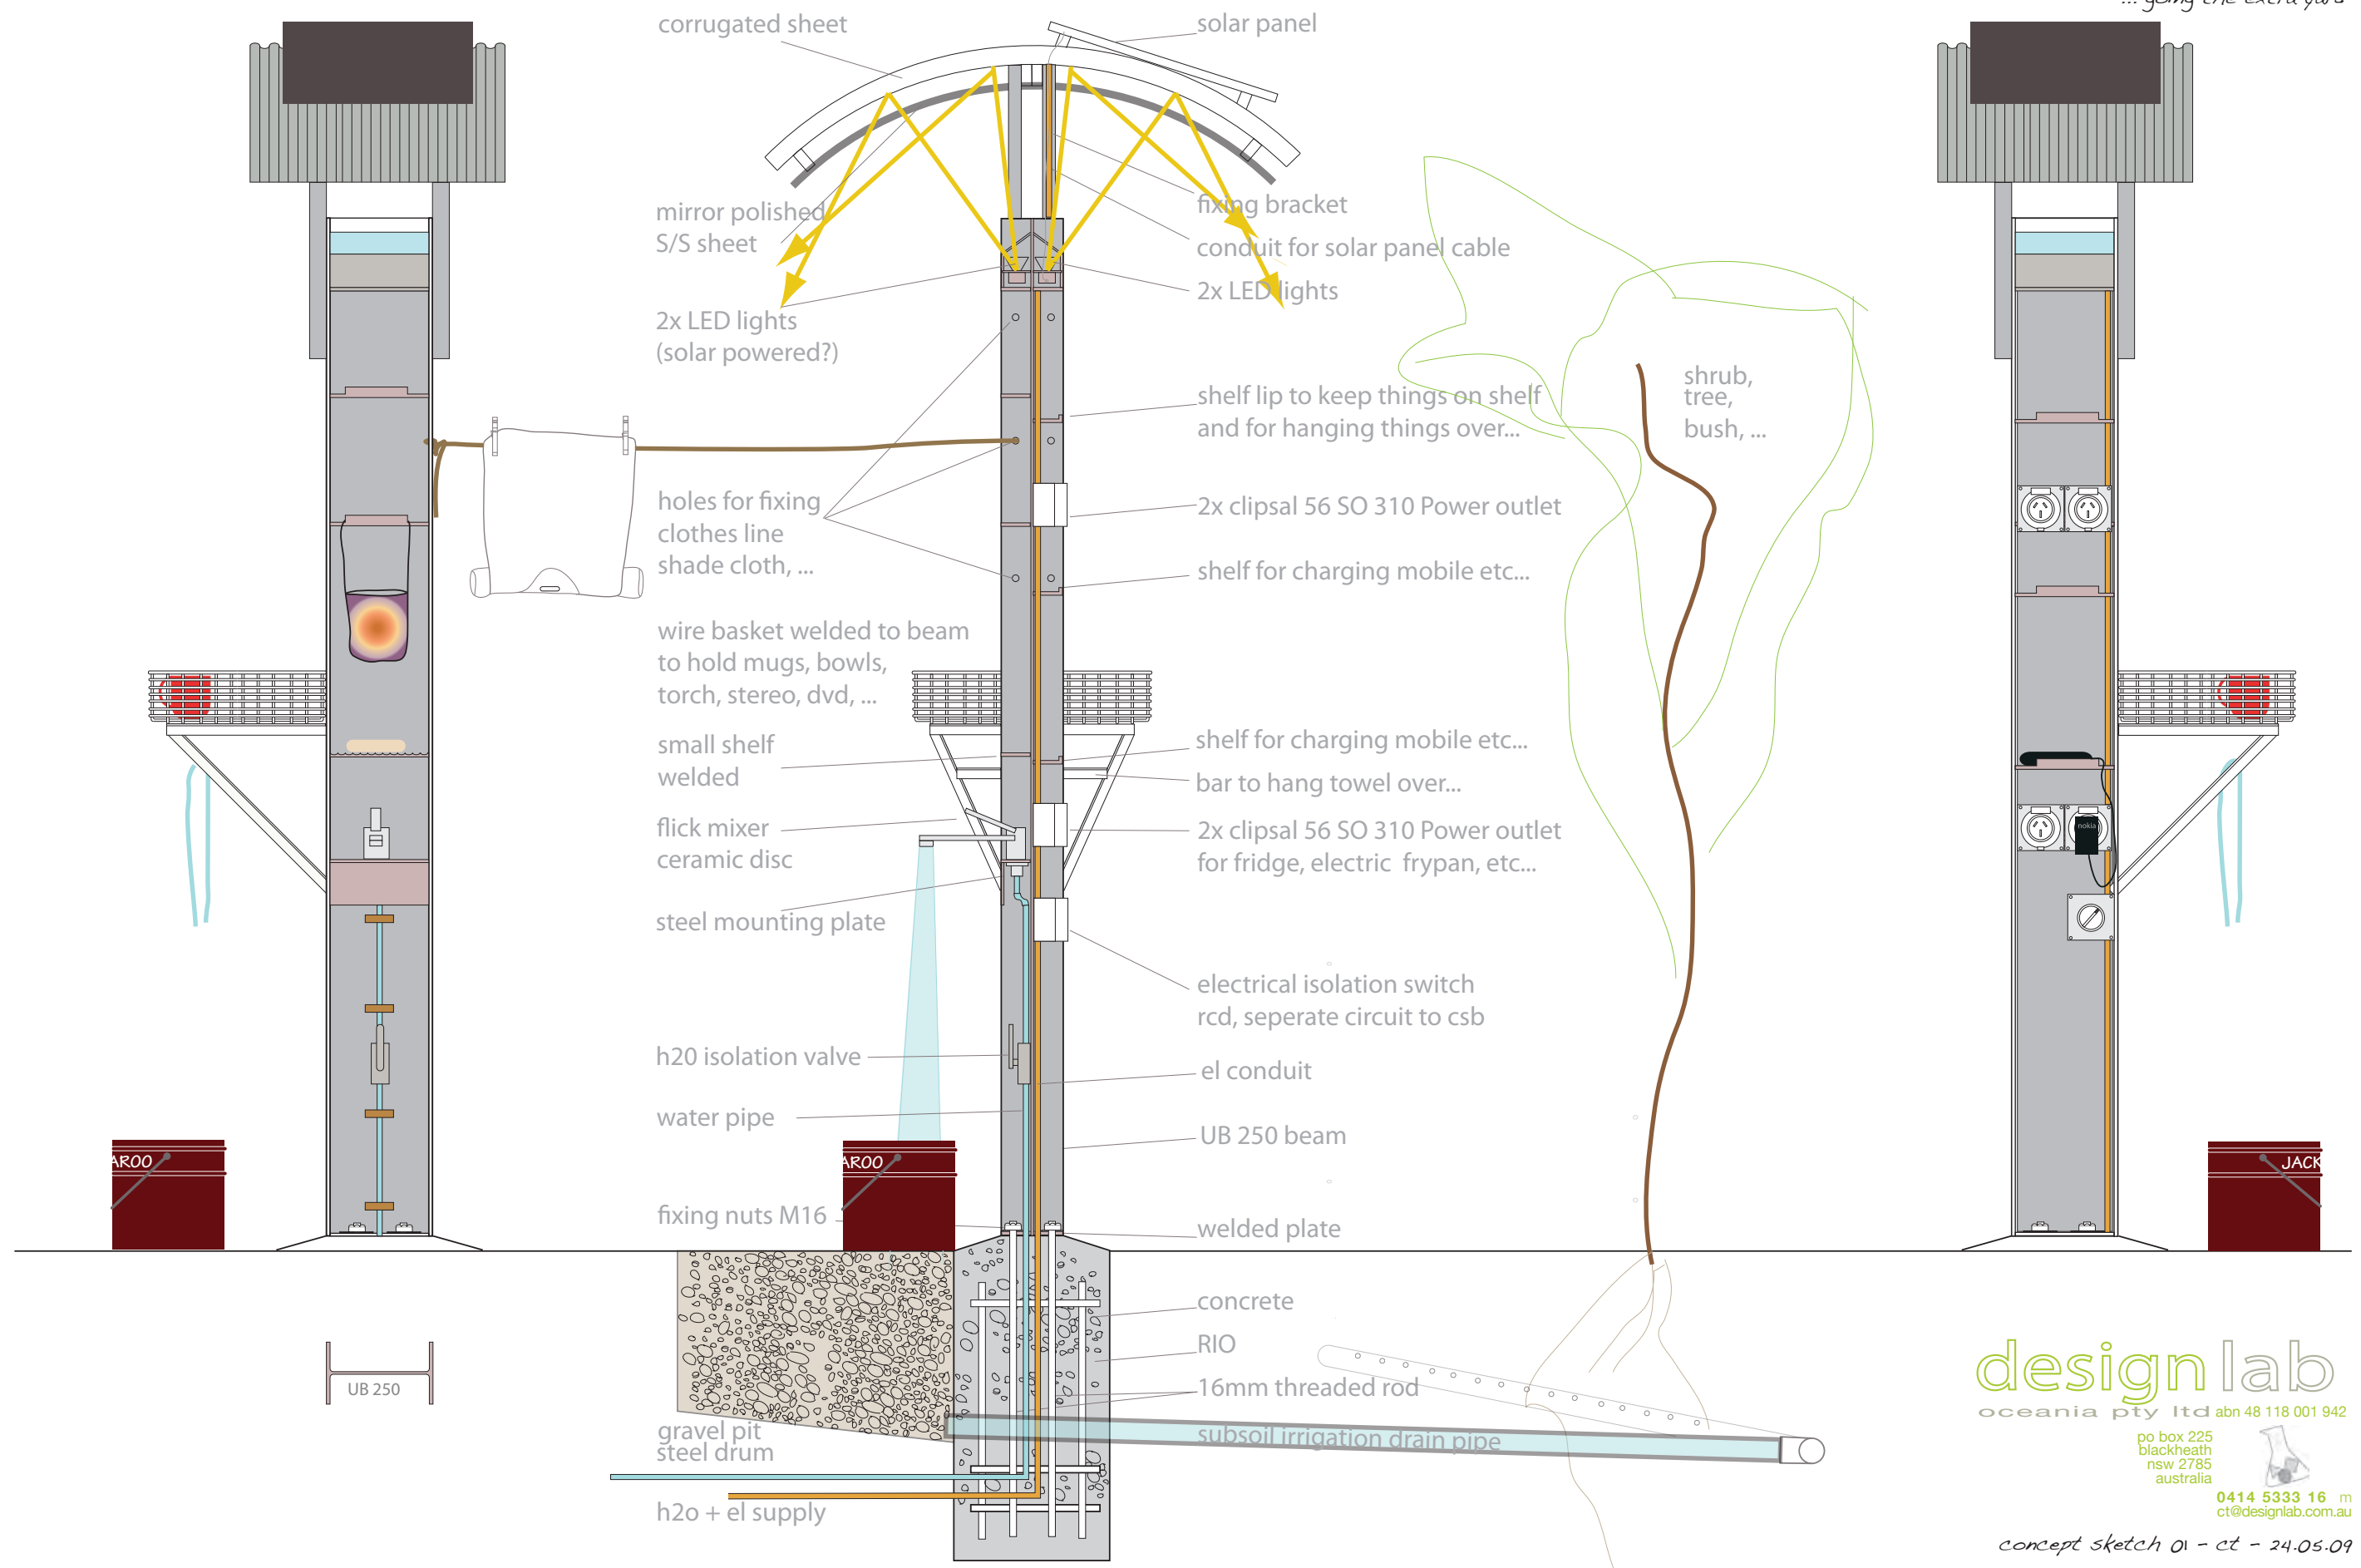 ... going the extra yard
corrugated sheet
solar panel
mirror polished
S/S sheet
fixing bracket
conduit for solar panel cable
2x LED lights
2x LED lights
(solar powered?)
shrub,
tree,
bush, ...
shelf lip to keep things on shelf
and for hanging things over...
holes for fixing
clothes line
shade cloth, ...
2x clipsal 56 SO 310 Power outlet
shelf for charging mobile etc...
wire basket welded to beam
to hold mugs, bowls,
torch, stereo, dvd, ...
small shelf
welded
shelf for charging mobile etc...
bar to hang towel over...
flick mixer
ceramic disc
2x clipsal 56 SO 310 Power outlet
for fridge, electric frypan, etc...
nokia
steel mounting plate
electrical isolation switch
rcd, seperate circuit to csb
h20 isolation valve
el conduit
water pipe
UB 250 beam
AROO
AROO
JACK
fixing nuts M16
welded plate
concrete
RIO
16mm threaded rod
UB 250
gravel pit
steel drum
subsoil irrigation drain pipe
h2o + el supply
designlab
oceania pty ltd abn 48 118 001 942
po box 225
blackheath
nsw 2785
australia
0414 5333 16 m
ct@designlab.com.au
concept sketch 01 - ct - 24.05.09